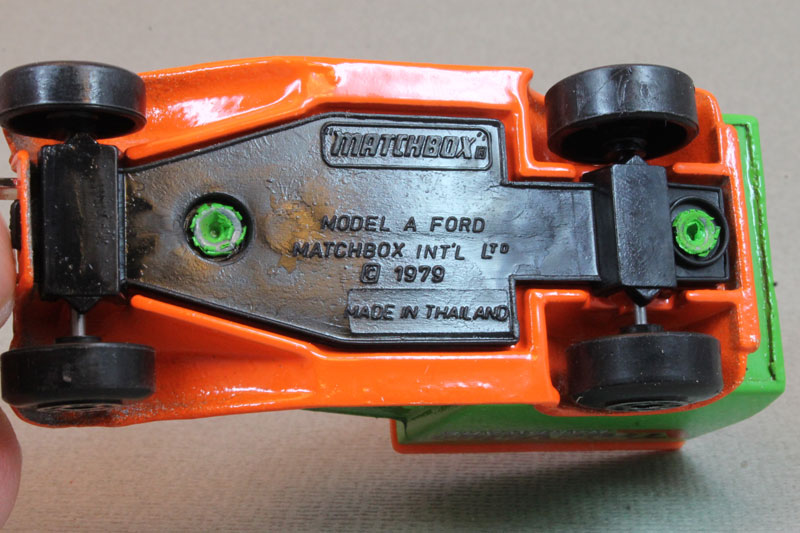 "MATCHBOX"®
MODEL A FORD
MATCHBOX INT'L LTD
© 1979
MADE IN THAILAND